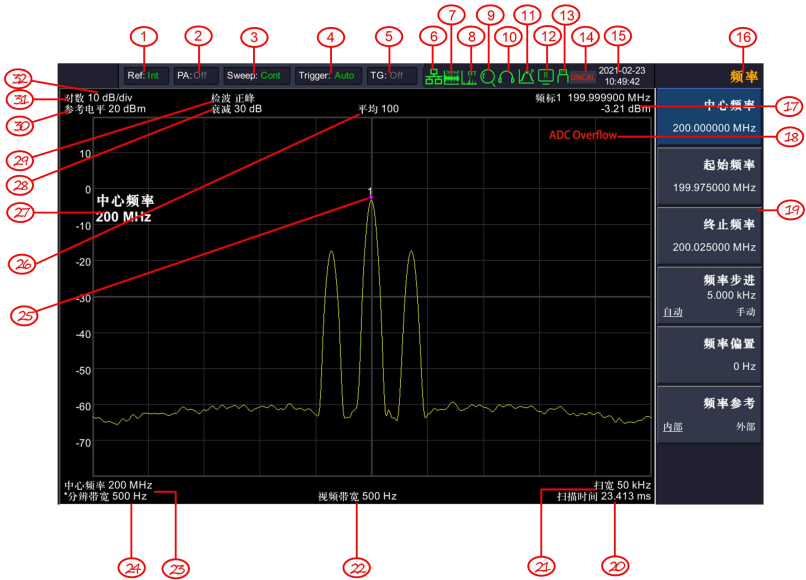 7 9 11 13
1 2 3 4 5 6 8 10 12 14 15 16
Ref: Int PA: Off Sweep: Cont Trigger: Auto TG: Off UNCAL 2021-02-23
10:49:42
频率
32 对数 10 dB/div 检波 正峰 频标1 199.999900 MHz
31 参考电平 20 dBm 衰减 30 dB 平均 100 -3.21 dBm 17
30
ADC Overflow 18
中心频率
200.000000 MHz
29 10
起始频率
28 199.975000 MHz
0 1
中心频率
27 200 MHz 19
-10
终止频率
200.025000 MHz
26 -20
频率步进
5.000 kHz
25 -30 自动 手动
-40
频率偏置
0 Hz
-50
-60
频率参考
内部 外部
-70
中心频率 200 MHz 扫宽 50 kHz
*分辨带宽 500 Hz 视频带宽 500 Hz 扫描时间 23.413 ms
24 23 22 21 20